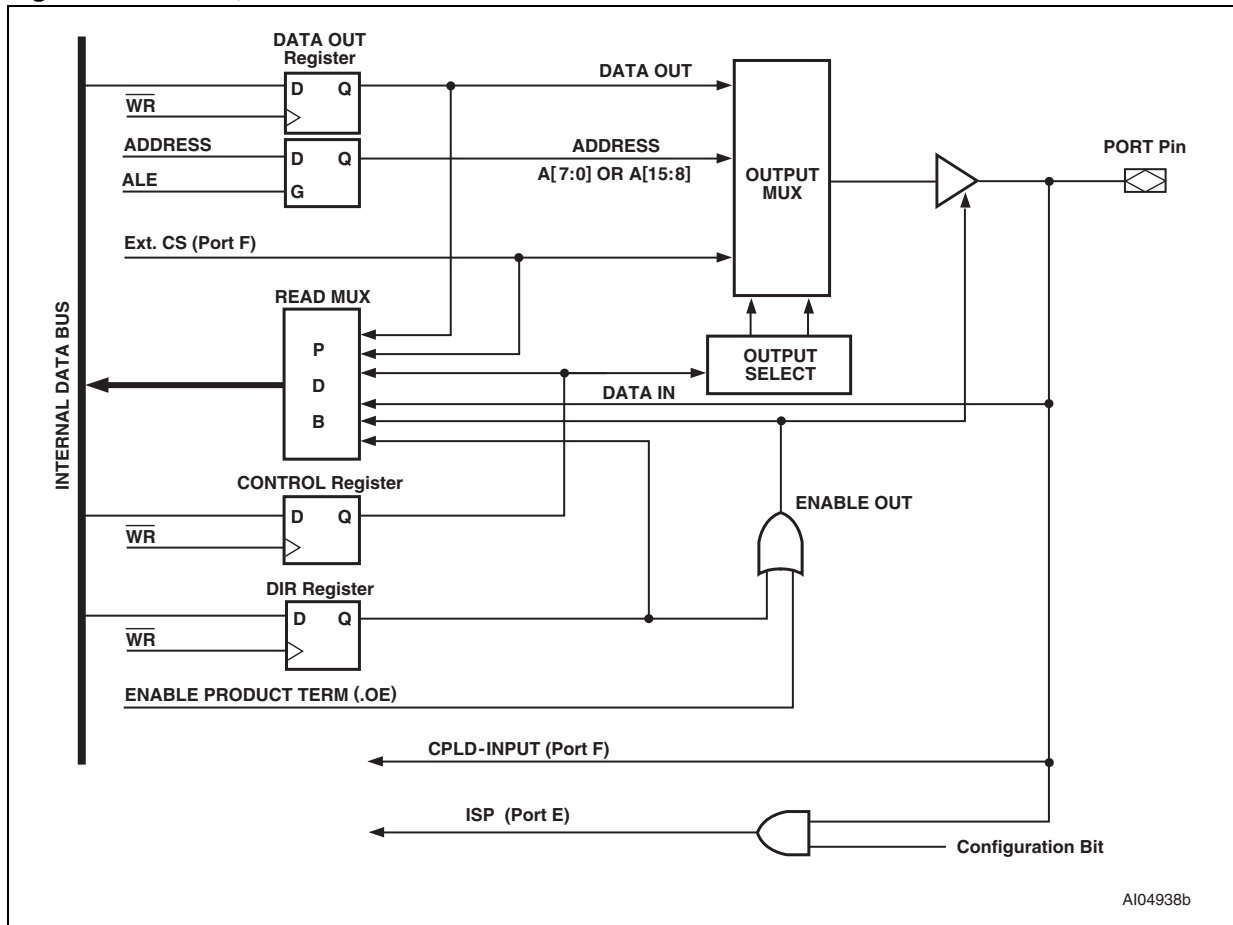 DATA OUT
Register
D Q
WR
DATA OUT
ADDRESS
ALE
D Q
G
ADDRESS
A[7:0] OR A[15:8]
OUTPUT
MUX
PORT Pin
Ext. CS (Port F)
READ MUX
P
D
B
OUTPUT
SELECT
DATA IN
INTERNAL DATA BUS
CONTROL Register
D Q
WR
ENABLE OUT
DIR Register
D Q
WR
ENABLE PRODUCT TERM (.OE)
CPLD-INPUT (Port F)
ISP (Port E)
Configuration Bit
AI04938b